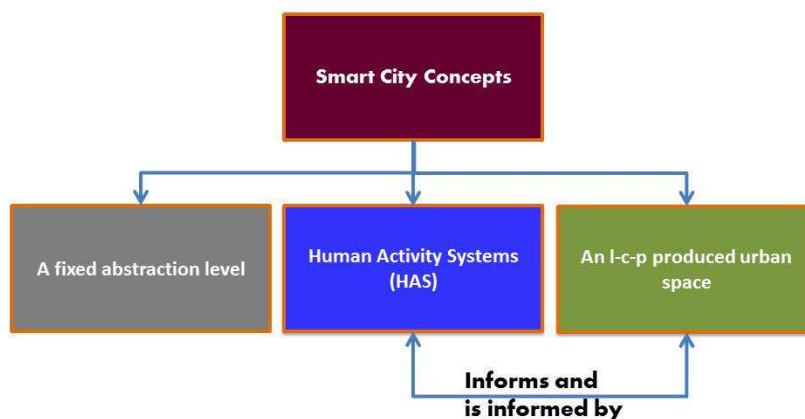 Smart City Concepts
A fixed abstraction level
Human Activity Systems
(HAS)
An l-c-p produced urban
space
Informs and
is informed by